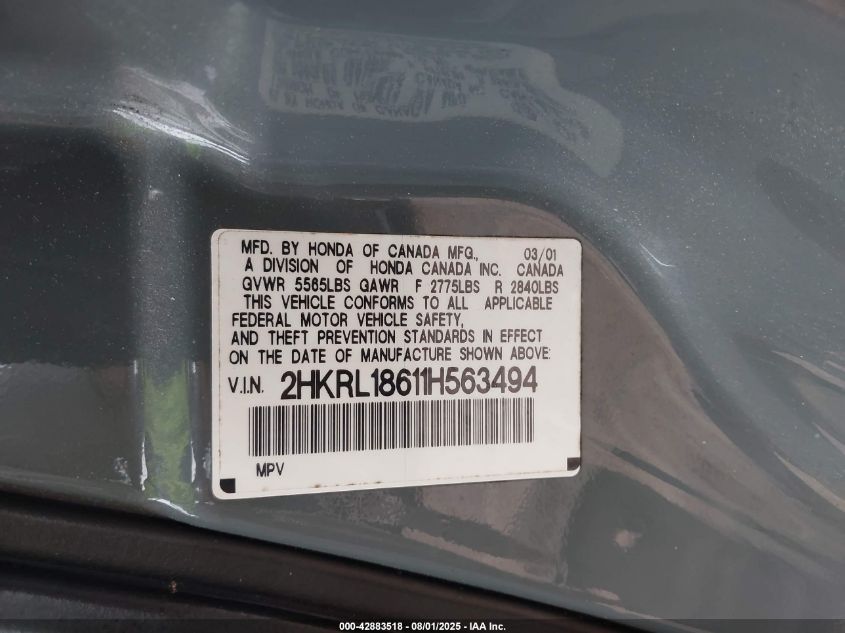 MFD. BY HONDA OF CANADA MFG., 03/01
A DIVISION OF HONDA CANADA INC. CANADA
GVWR 5565LBS GAWR F 2775LBS R 2840LBS
THIS VEHICLE CONFORMS TO ALL APPLICABLE
FEDERAL MOTOR VEHICLE SAFETY,
AND THEFT PREVENTION STANDARDS IN EFFECT
ON THE DATE OF MANUFACTURE SHOWN ABOVE:
V.I.N. 2HKRL18611H563494
MPV
000-42883518 - 08/01/2025 - IAA Inc.